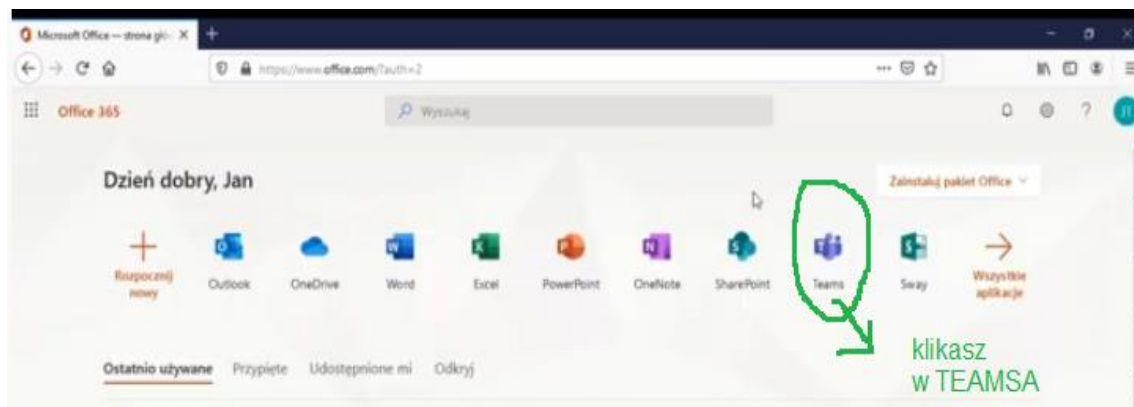 Microsoft Office — strona głó
https://www.office.com/?auth=2
Office 365
Wyszukaj
JT
Dzień dobry, Jan
Zainstaluj pakiet Office
Rozpocznij nowy
Outlook
OneDrive
Word
Excel
PowerPoint
OneNote
SharePoint
Teams
Sway
Wszystkie aplikacje
Ostatnio używane Przypięte Udostępnione mi Odkryj
klikasz
w TEAMSA